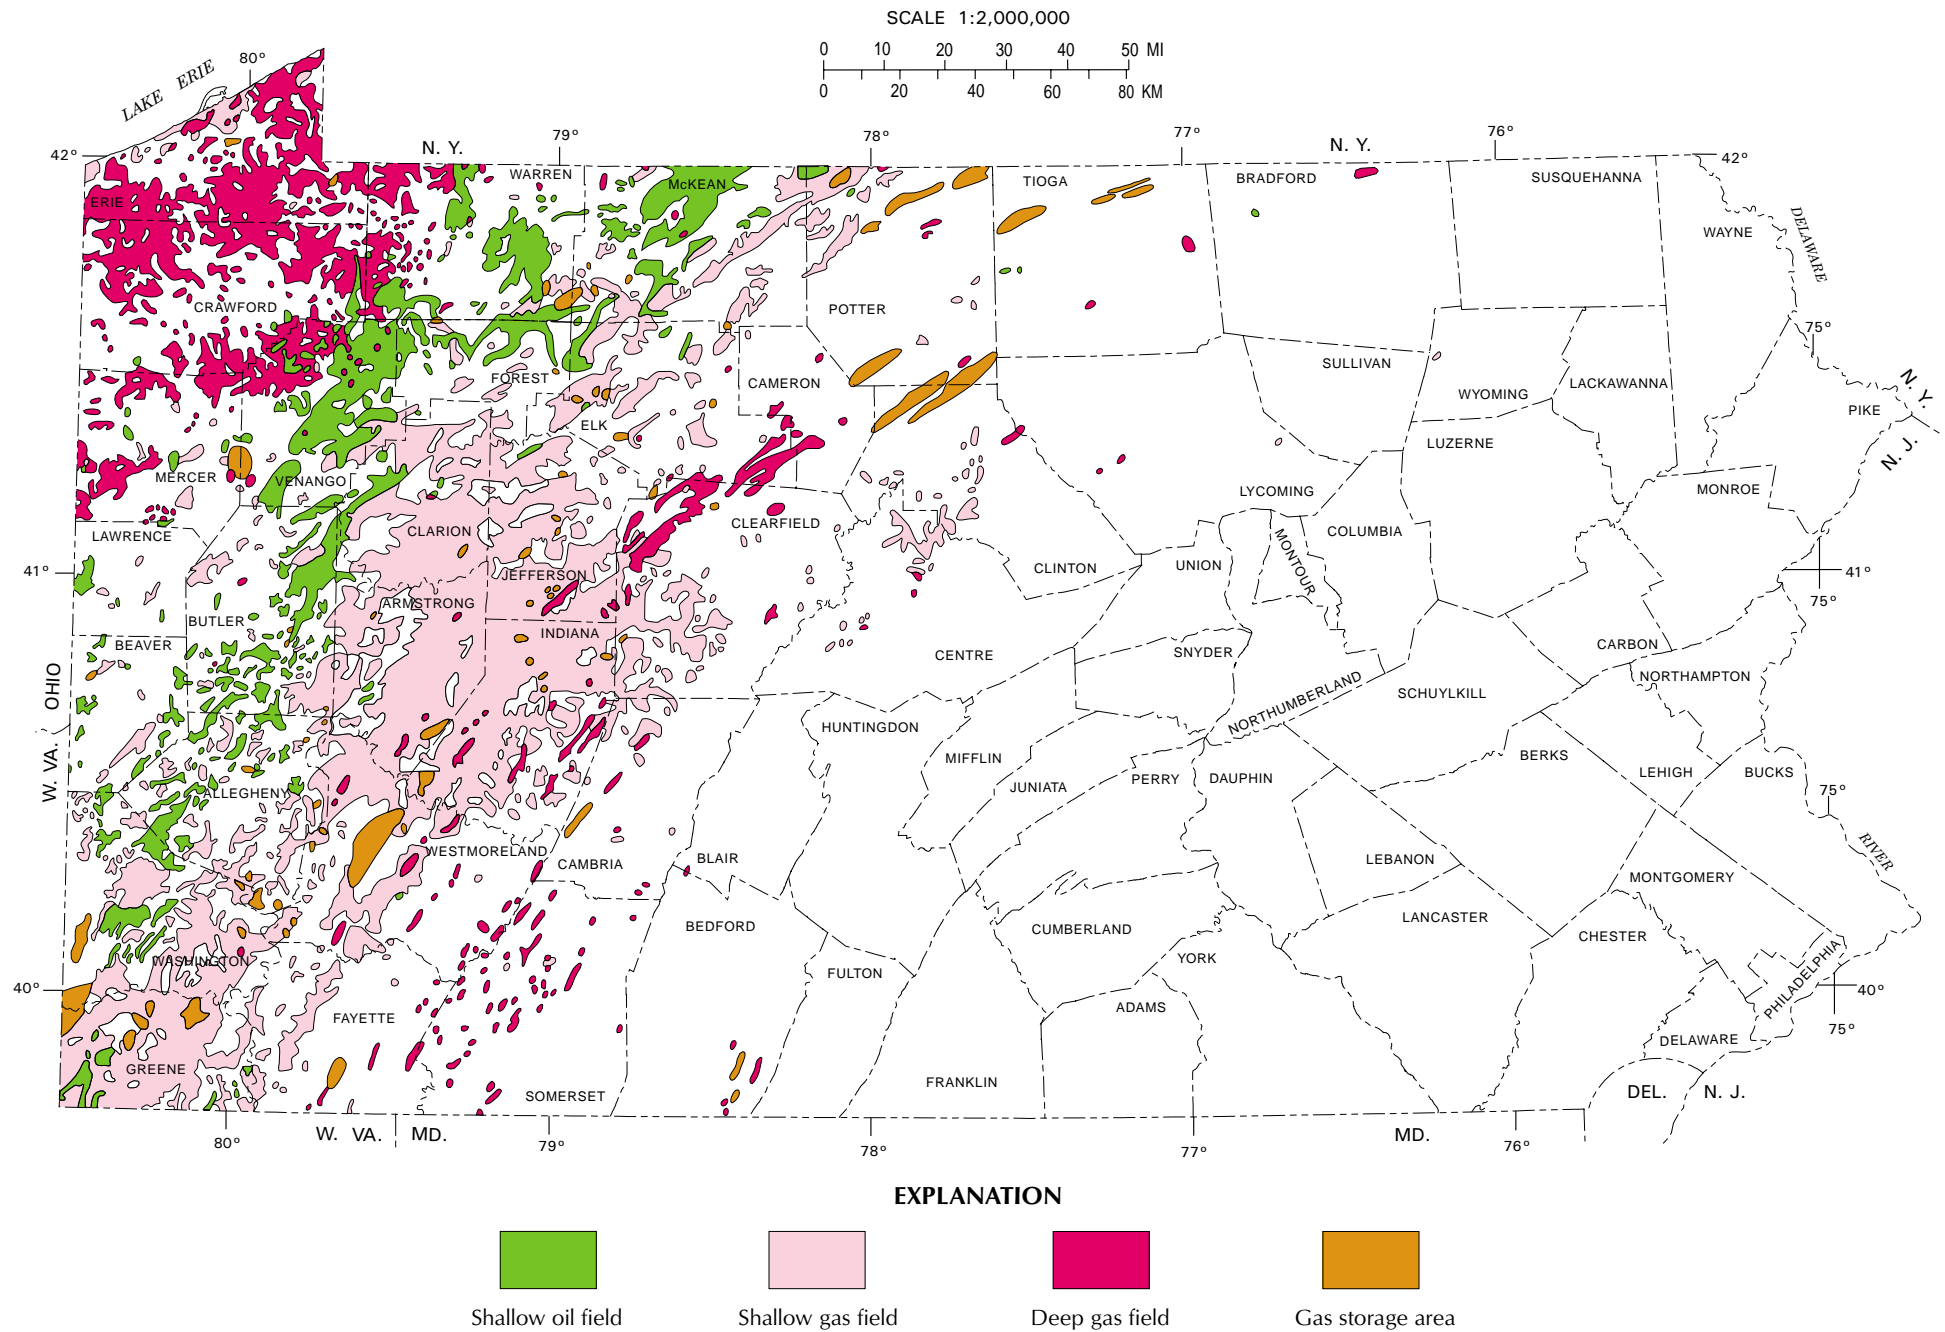 SCALE 1:2,000,000
0 10 20 30 40 50 MI
0 20 40 60 80 KM
LAKE ERIE
80°
79°
78°
77°
76°
42°
N. Y.
N. Y.
42°
WARREN
McKEAN
TIOGA
BRADFORD
SUSQUEHANNA
ERIE
WAYNE
DELAWARE
CRAWFORD
POTTER
75°
FOREST
CAMERON
SULLIVAN
WYOMING
LACKAWANNA
N. Y.
PIKE
ELK
LUZERNE
N. J.
MERCER
VENANGO
LYCOMING
MONROE
LAWRENCE
CLARION
CLEARFIELD
COLUMBIA
MONTOUR
41°
JEFFERSON
CLINTON
UNION
41°
75°
ARMSTRONG
BUTLER
INDIANA
BEAVER
CENTRE
SNYDER
CARBON
OHIO
NORTHUMBERLAND
SCHUYLKILL
NORTHAMPTON
HUNTINGDON
W. VA.
MIFFLIN
JUNIATA
PERRY
DAUPHIN
BERKS
LEHIGH
BUCKS
ALLEGHENY
75°
WESTMORELAND
CAMBRIA
BLAIR
LEBANON
RIVER
MONTGOMERY
BEDFORD
CUMBERLAND
LANCASTER
CHESTER
WASHINGTON
FULTON
YORK
PHILADELPHIA
40°
40°
FAYETTE
ADAMS
75°
GREENE
DELAWARE
SOMERSET
FRANKLIN
DEL.
N. J.
80°
W. VA.
MD.
79°
78°
77°
MD.
76°
EXPLANATION
Shallow oil field
Shallow gas field
Deep gas field
Gas storage area